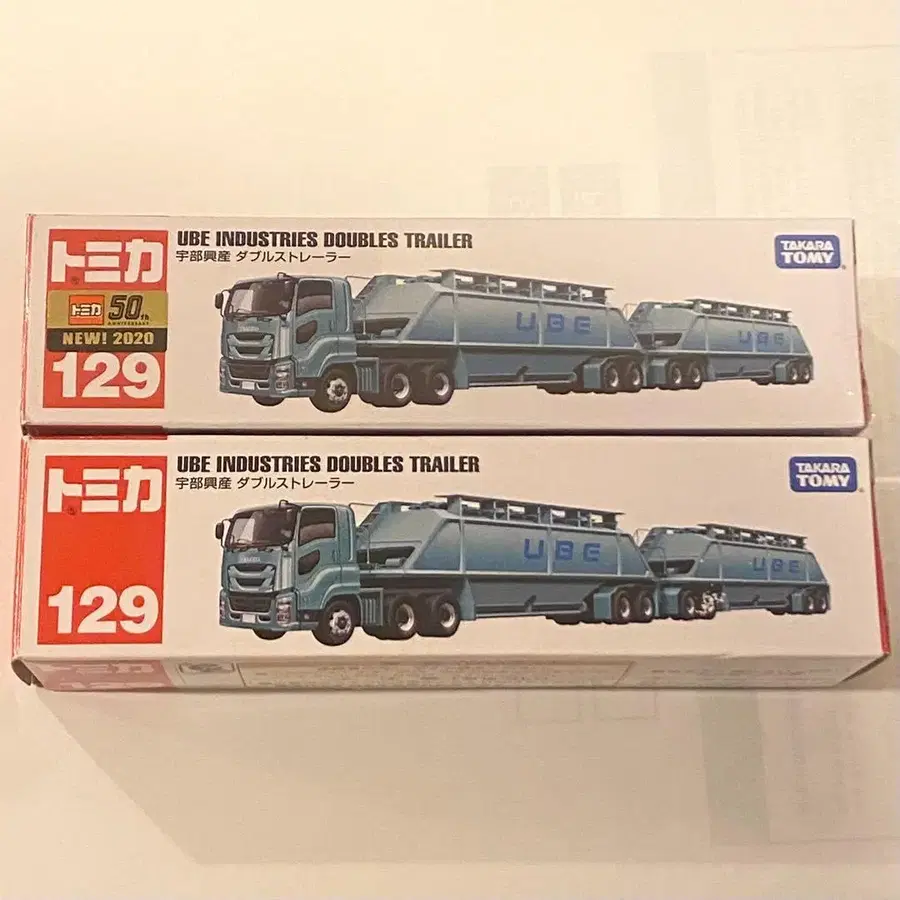 トミカ
UBE INDUSTRIES DOUBLES TRAILER
宇部興産 ダブルストレーラー
TAKARA TOMY
トミカ 50th
ANNIVERSARY
NEW! 2020
129
UBE
UBE
トミカ
UBE INDUSTRIES DOUBLES TRAILER
宇部興産 ダブルストレーラー
TAKARA TOMY
129
UBE
UBE